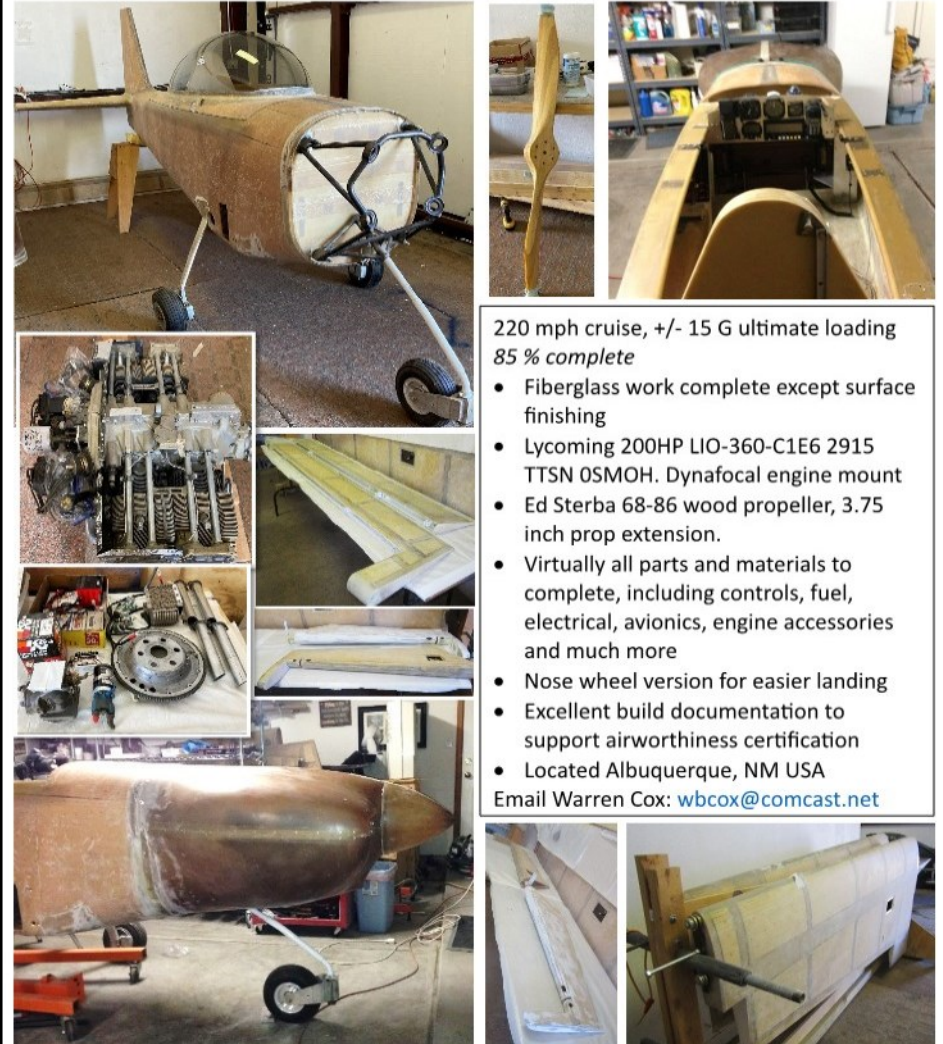 220 mph cruise, +/- 15 G ultimate loading
85 % complete
• Fiberglass work complete except surface
finishing
• Lycoming 200HP LIO-360-C1E6 2915
TTSN 0SMOH. Dynafocal engine mount
• Ed Sterba 68-86 wood propeller, 3.75
inch prop extension.
• Virtually all parts and materials to
complete, including controls, fuel,
electrical, avionics, engine accessories
and much more
• Nose wheel version for easier landing
• Excellent build documentation to
support airworthiness certification
• Located Albuquerque, NM USA
Email Warren Cox: wbcox@comcast.net